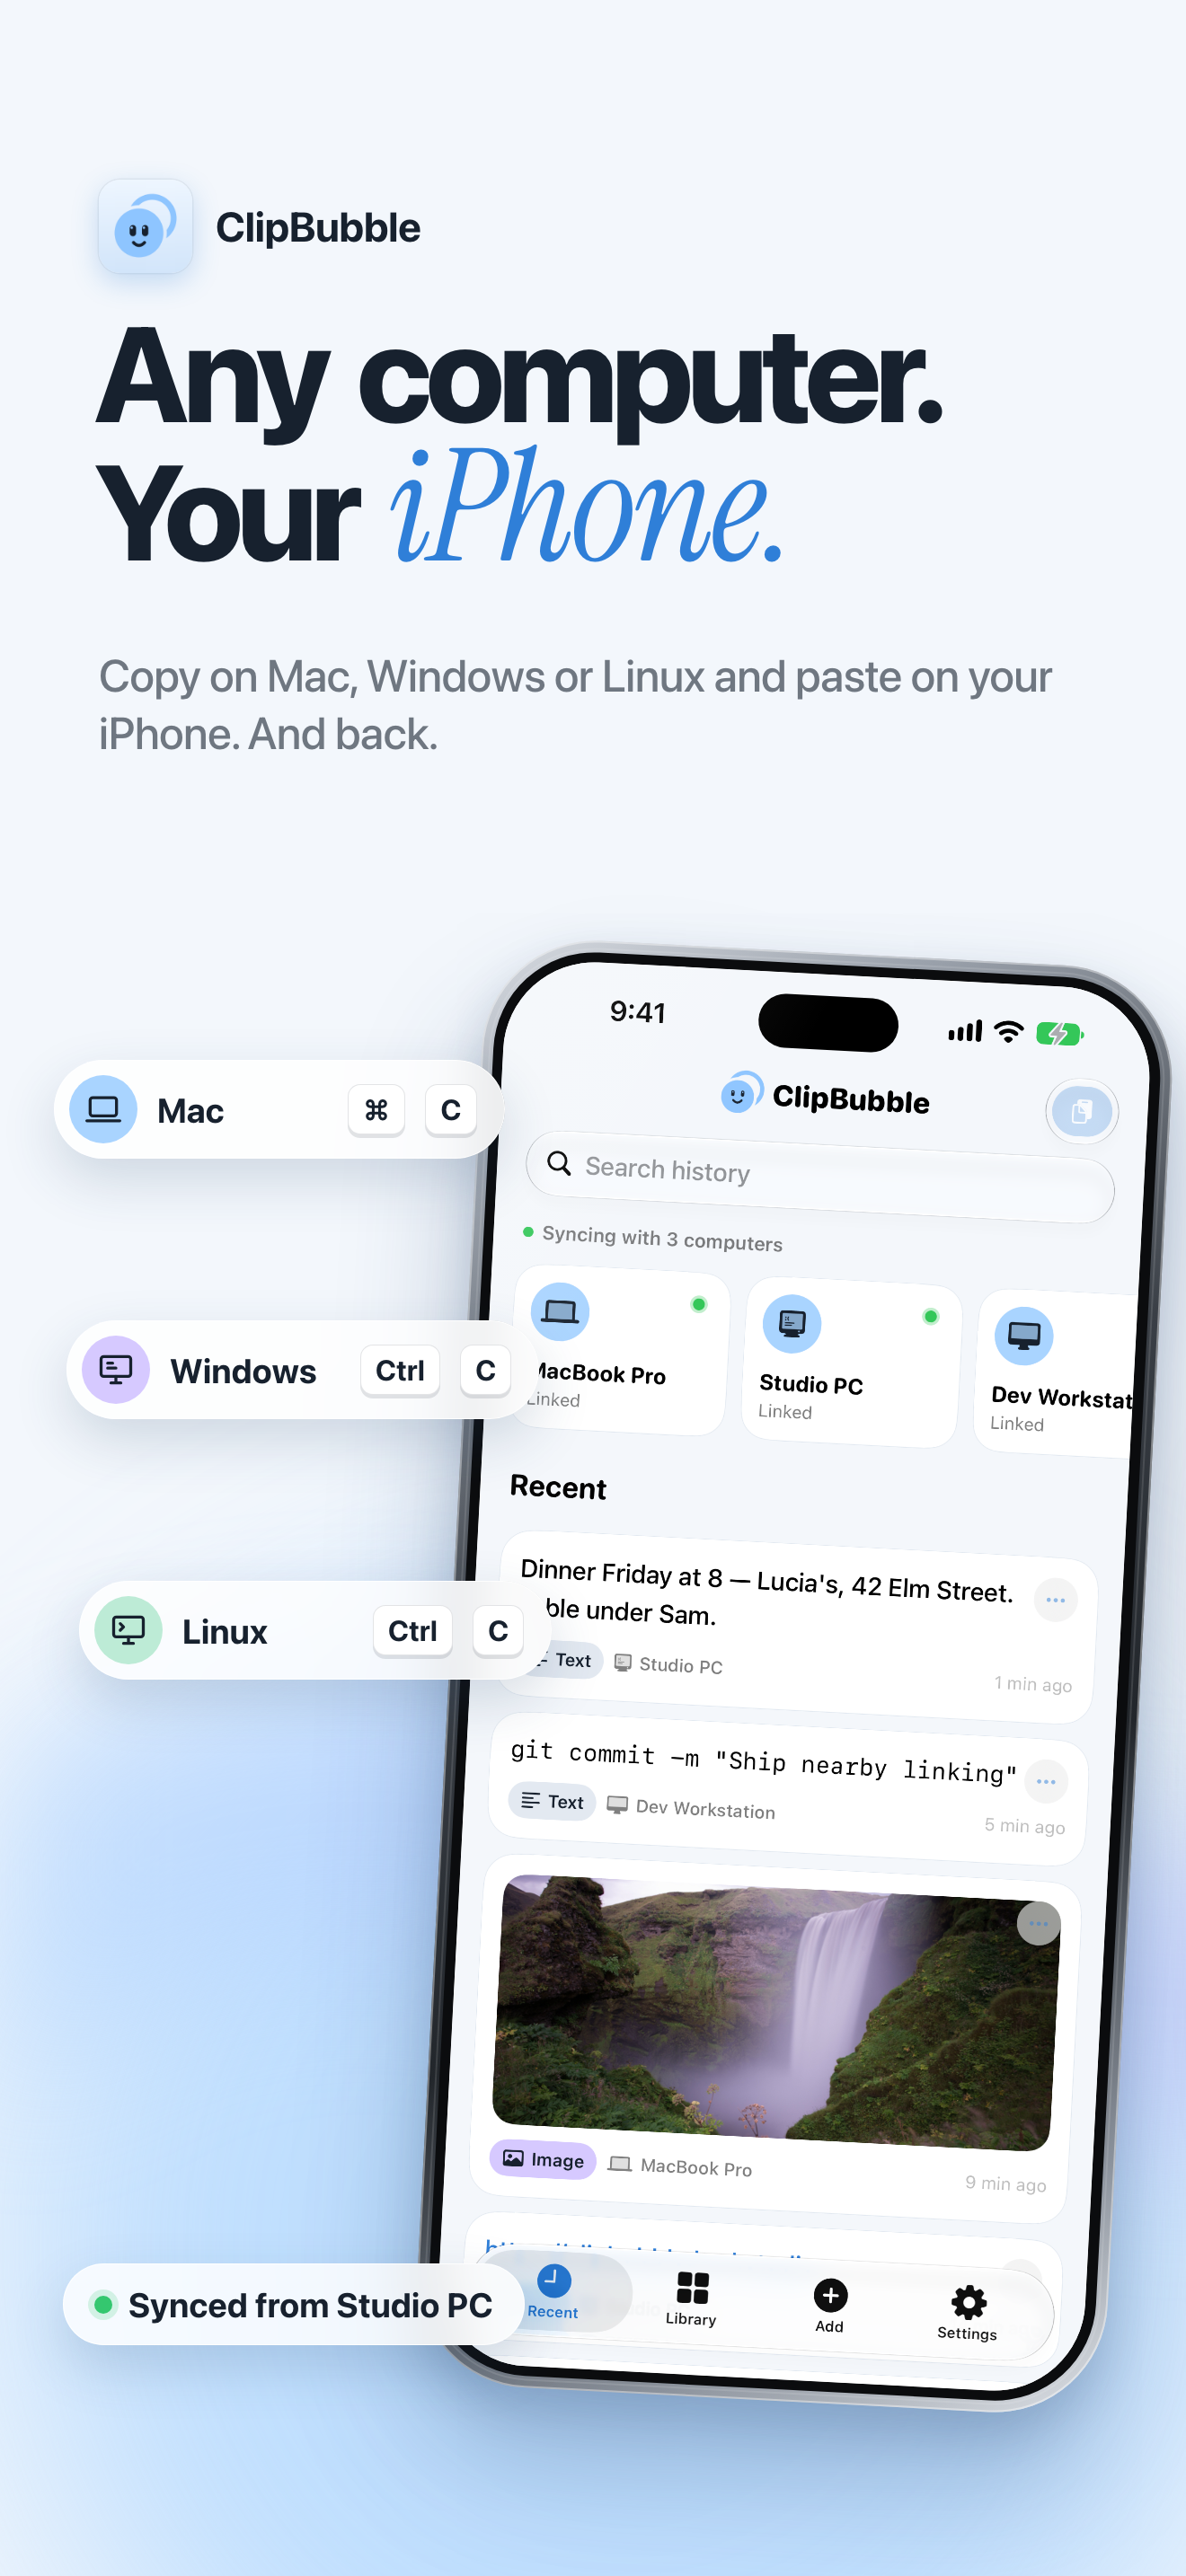 ClipBubble
Any computer.
Your iPhone.
Copy on Mac, Windows or Linux and paste on your
iPhone. And back.
9:41
ClipBubble
Search history
Syncing with 3 computers
Mac ⌘ C
Windows Ctrl C
Linux Ctrl C
MacBook Pro
Linked
Studio PC
Linked
Dev Workstat
Linked
Recent
Dinner Friday at 8 — Lucia's, 42 Elm Street.
ble under Sam.
Text Studio PC 1 min ago
git commit -m "Ship nearby linking"
Text Dev Workstation 5 min ago
Image MacBook Pro 9 min ago
Synced from Studio PC
Recent Library Add Settings